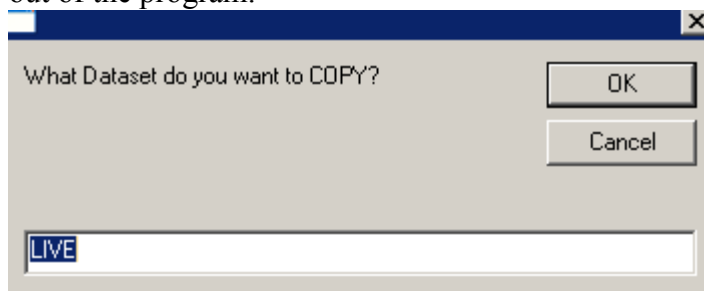 out of the program.
What Dataset do you want to COPY?
OK
Cancel
LIVE